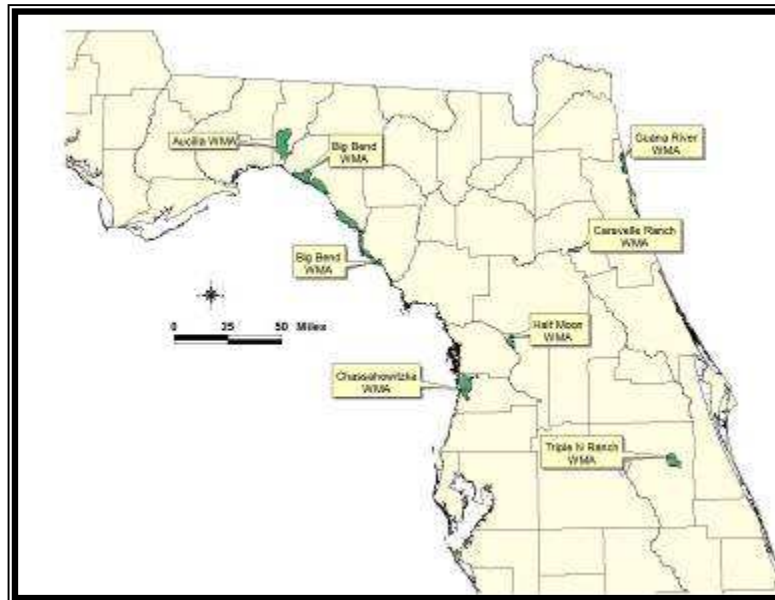 Aucilla WMA
Big Bend
WMA
Guana River
WMA
Caravelle Ranch
WMA
Big Bend
WMA
0 25 50 Miles
Half Moon
WMA
Chassahowitzka
WMA
Triple N Ranch
WMA